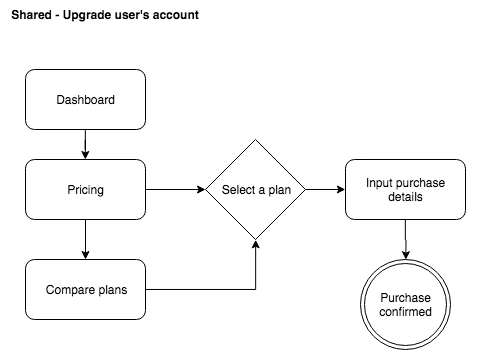 Shared - Upgrade user's account
Dashboard
Pricing
Select a plan
Input purchase
details
Compare plans
Purchase
confirmed